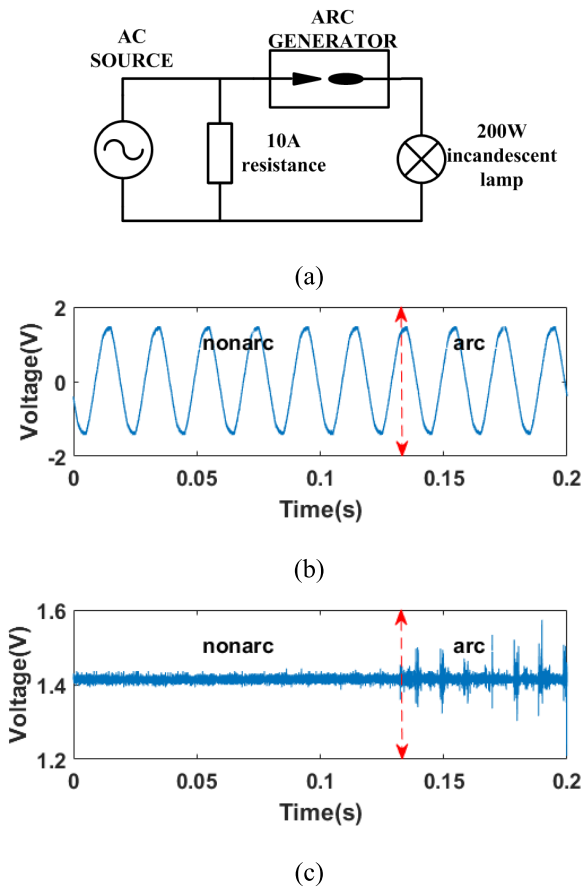 AC
SOURCE
ARC
GENERATOR
10A
resistance
200W
incandescent
lamp
(a)
Voltage(V)
2
0
-2
nonarc
arc
0
0.05
0.1
0.15
0.2
Time(s)
(b)
Voltage(V)
1.6
1.4
1.2
nonarc
arc
0
0.05
0.1
0.15
0.2
Time(s)
(c)